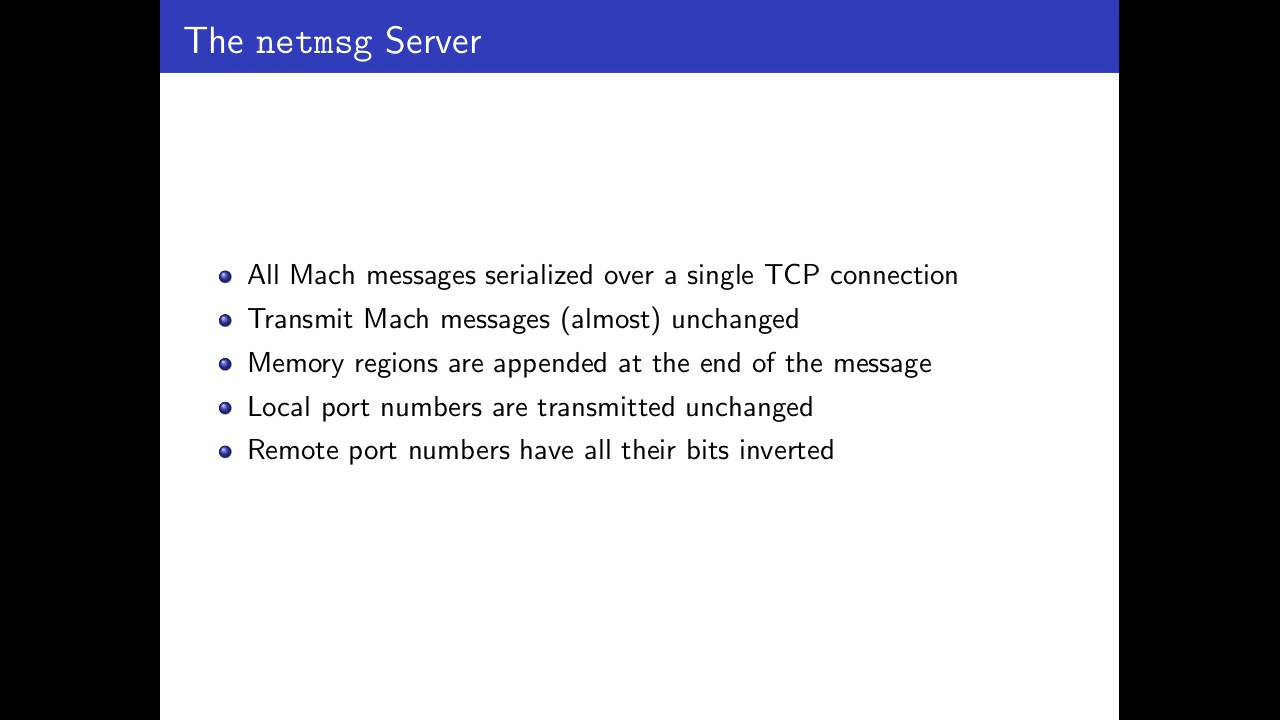 The netmsg Server
All Mach messages serialized over a single TCP connection
Transmit Mach messages (almost) unchanged
Memory regions are appended at the end of the message
Local port numbers are transmitted unchanged
Remote port numbers have all their bits inverted